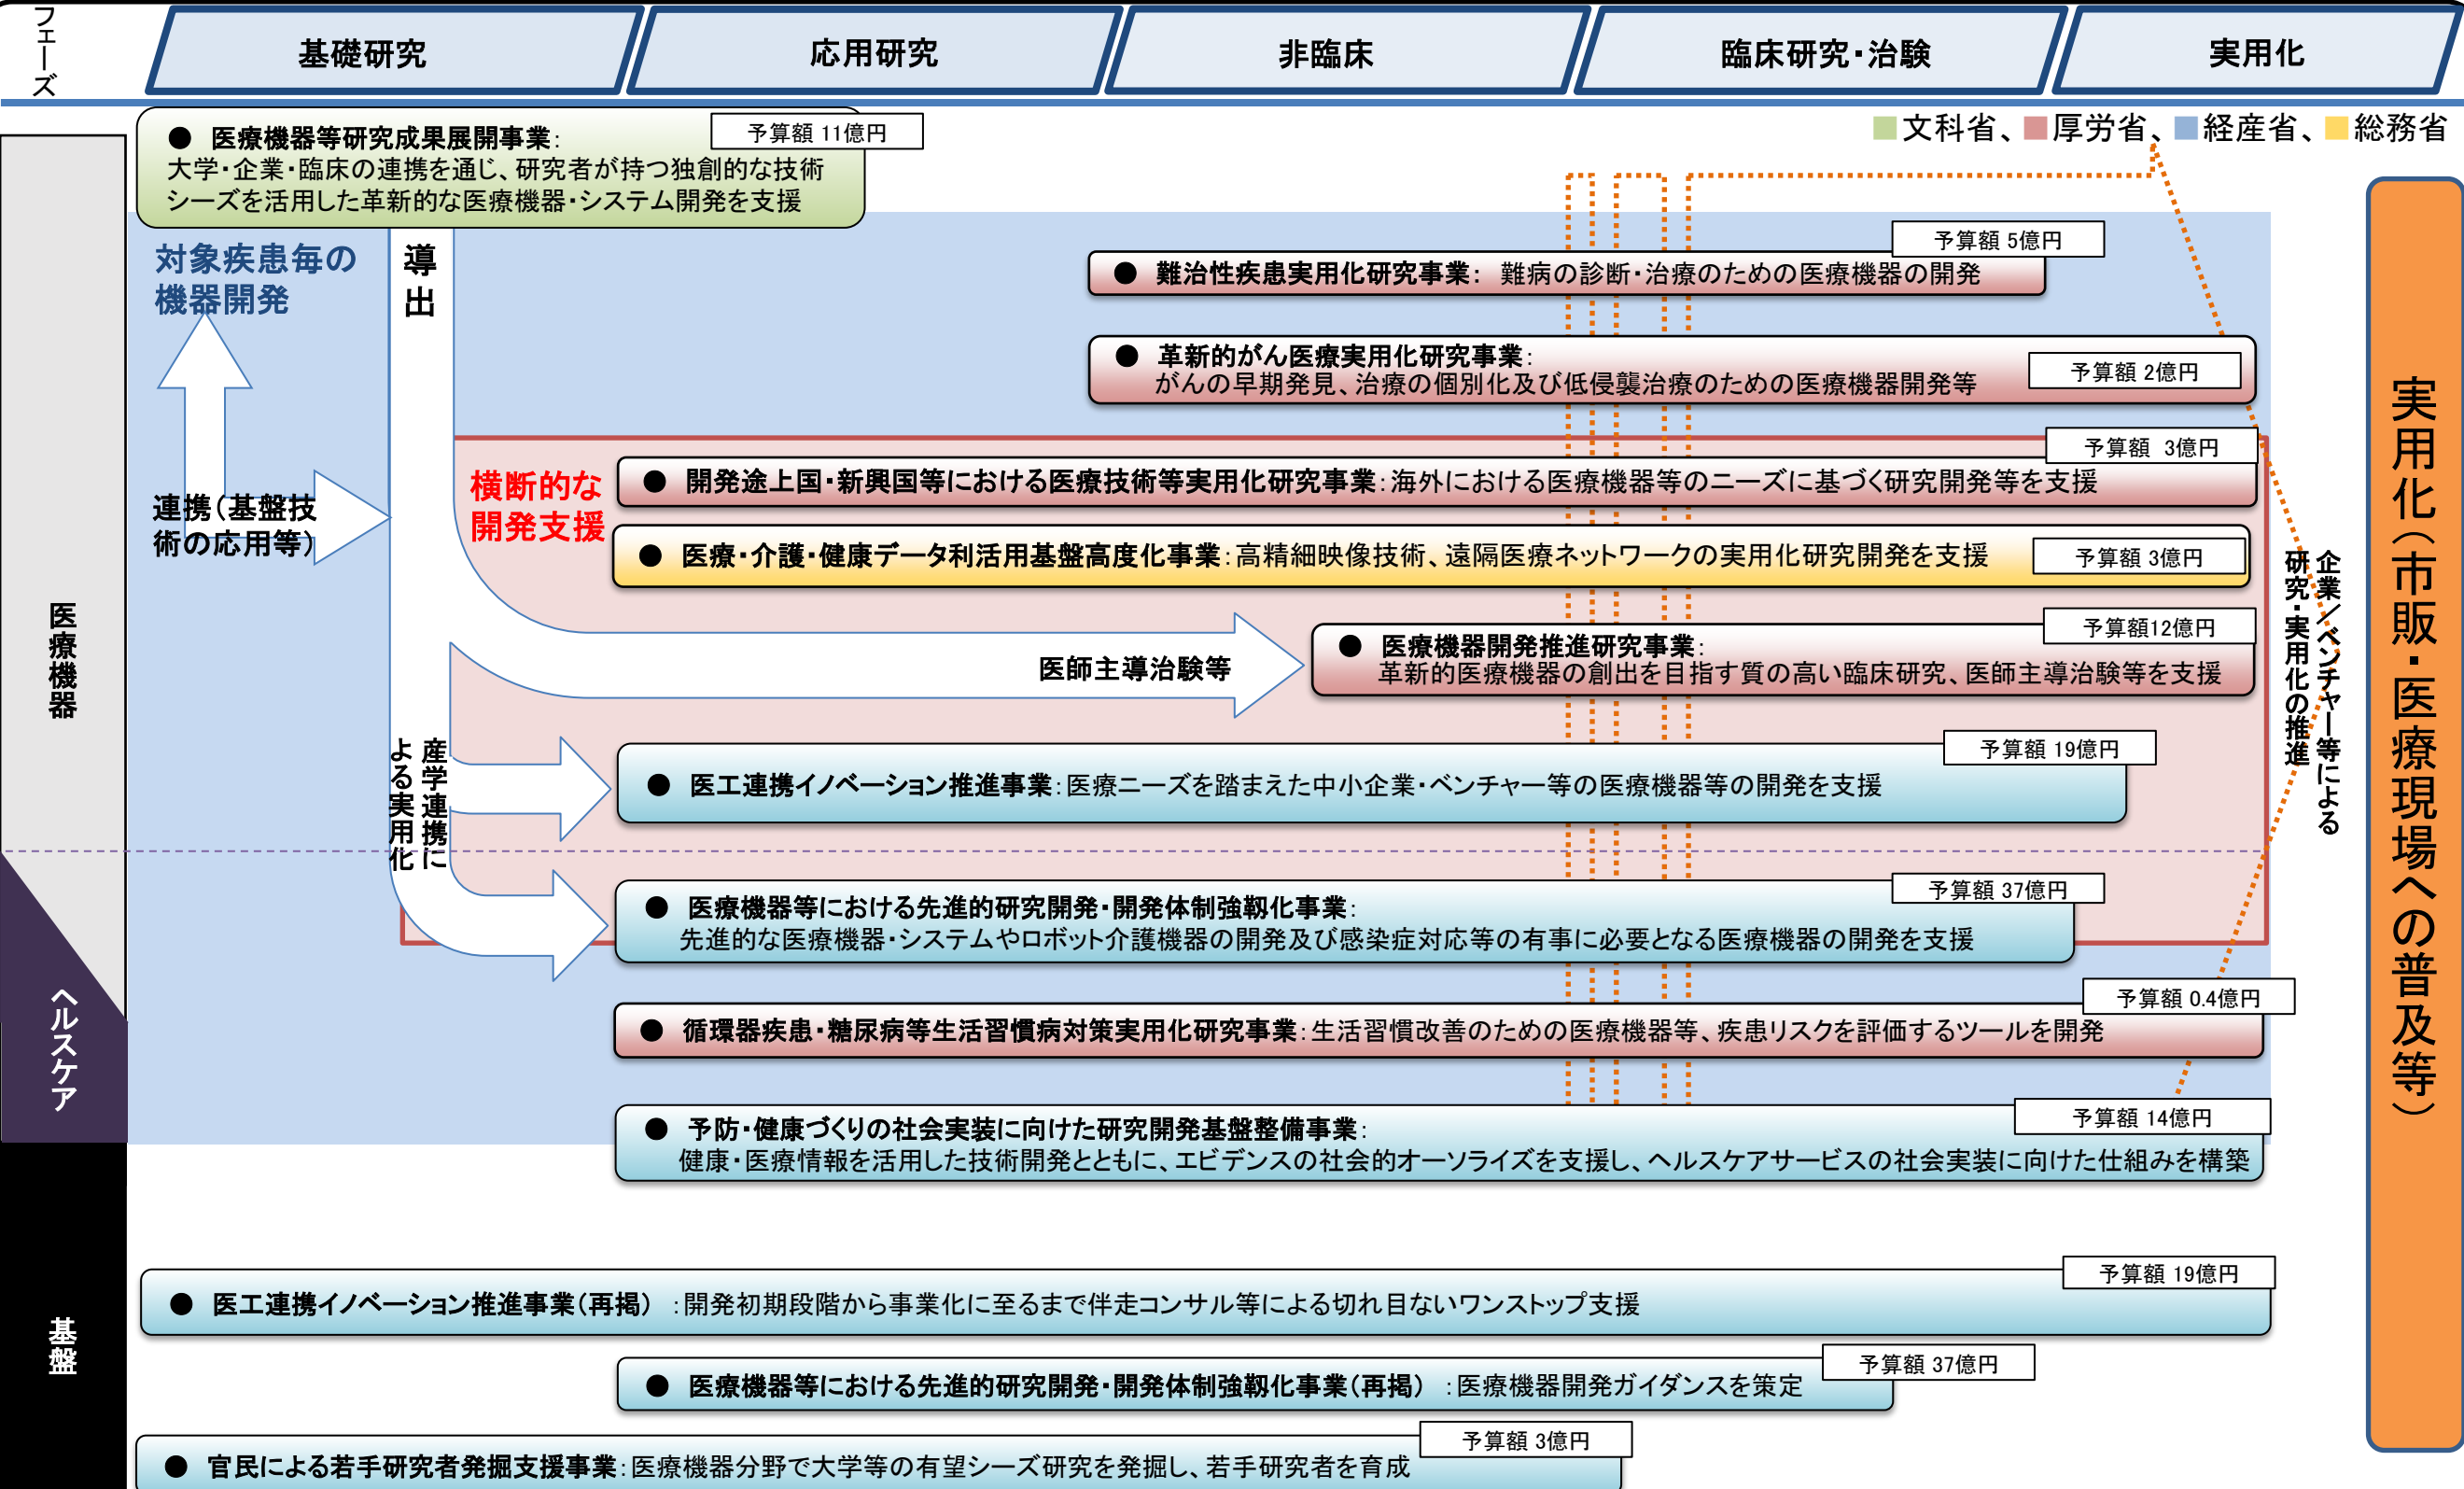 フェーズ
基礎研究
応用研究
非臨床
臨床研究・治験
実用化
文科省、厚労省、経産省、総務省
● 医療機器等研究成果展開事業：
予算額 11億円
大学・企業・臨床の連携を通じ、研究者が持つ独創的な技術
シーズを活用した革新的な医療機器・システム開発を支援
対象疾患毎の
機器開発
導出
予算額 5億円
● 難治性疾患実用化研究事業： 難病の診断・治療のための医療機器の開発
● 革新的がん医療実用化研究事業：
がんの早期発見、治療の個別化及び低侵襲治療のための医療機器開発等
予算額 2億円
連携（基盤技
術の応用等）
横断的な
開発支援
予算額 3億円
● 開発途上国・新興国等における医療技術等実用化研究事業：海外における医療機器等のニーズに基づく研究開発等を支援
● 医療・介護・健康データ利活用基盤高度化事業：高精細映像技術、遠隔医療ネットワークの実用化研究開発を支援
予算額 3億円
医師主導治験等
予算額12億円
● 医療機器開発推進研究事業：
革新的医療機器の創出を目指す質の高い臨床研究、医師主導治験等を支援
産学連携に
よる実用化
予算額 19億円
● 医工連携イノベーション推進事業：医療ニーズを踏まえた中小企業・ベンチャー等の医療機器等の開発を支援
予算額 37億円
● 医療機器等における先進的研究開発・開発体制強靱化事業：
先進的な医療機器・システムやロボット介護機器の開発及び感染症対応等の有事に必要となる医療機器の開発を支援
予算額 0.4億円
● 循環器疾患・糖尿病等生活習慣病対策実用化研究事業：生活習慣改善のための医療機器等、疾患リスクを評価するツールを開発
予算額 14億円
● 予防・健康づくりの社会実装に向けた研究開発基盤整備事業：
健康・医療情報を活用した技術開発とともに、エビデンスの社会的オーソライズを支援し、ヘルスケアサービスの社会実装に向けた仕組みを構築
企業／ベンチャー等による
研究・実用化の推進
実用化（市販・医療現場への普及等）
医療機器
ヘルスケア
基盤
予算額 19億円
● 医工連携イノベーション推進事業（再掲） ：開発初期段階から事業化に至るまで伴走コンサル等による切れ目ないワンストップ支援
予算額 37億円
● 医療機器等における先進的研究開発・開発体制強靱化事業（再掲） ：医療機器開発ガイダンスを策定
予算額 3億円
● 官民による若手研究者発掘支援事業：医療機器分野で大学等の有望シーズ研究を発掘し、若手研究者を育成